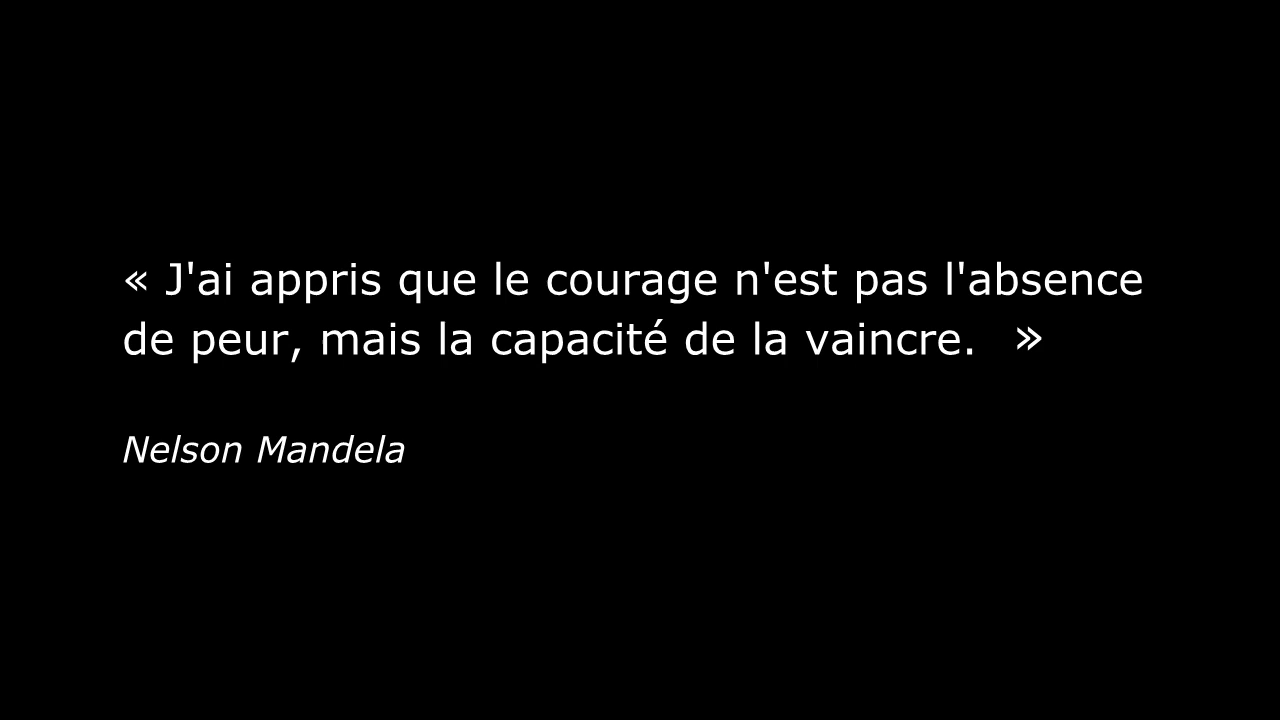 « J'ai appris que le courage n'est pas l'absence
de peur, mais la capacité de la vaincre. »
Nelson Mandela